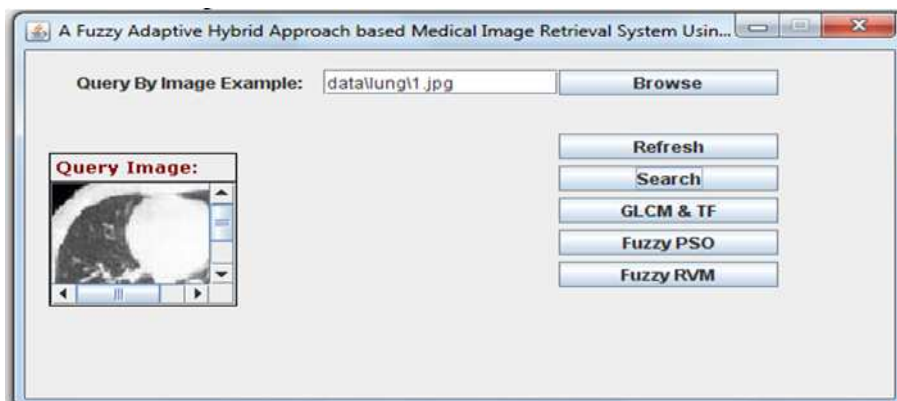 A Fuzzy Adaptive Hybrid Approach based Medical Image Retrieval System Usin...
Query By Image Example: data\lung\1.jpg Browse
Refresh
Query Image:
Search
GLCM & TF
Fuzzy PSO
Fuzzy RVM